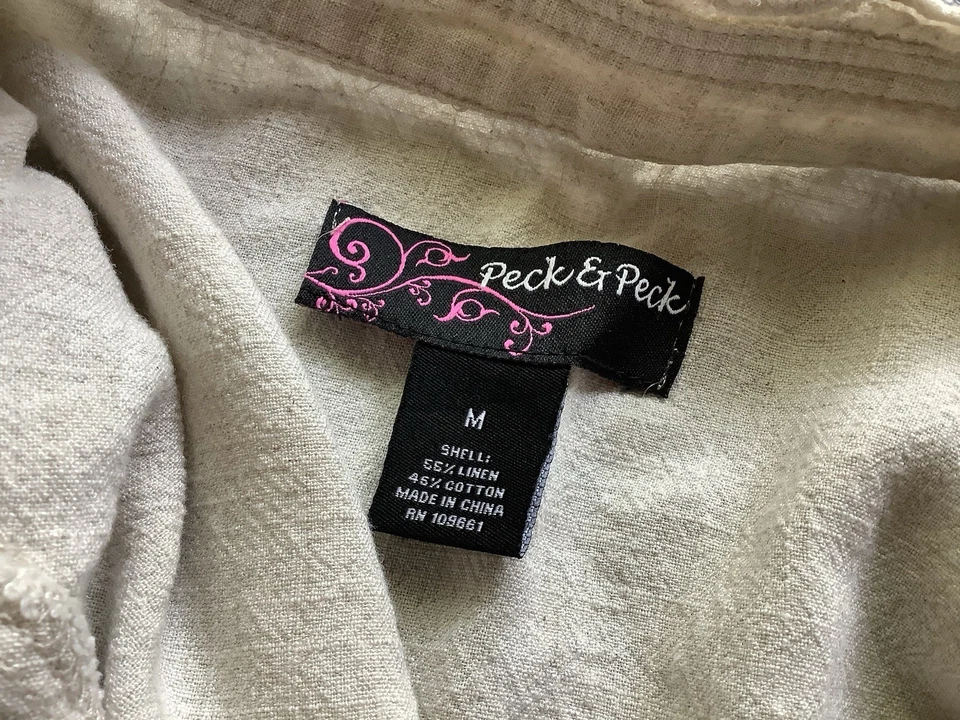 Peck & Peck
M
SHELL:
55% LINEN
45% COTTON
MADE IN CHINA
RN 109661